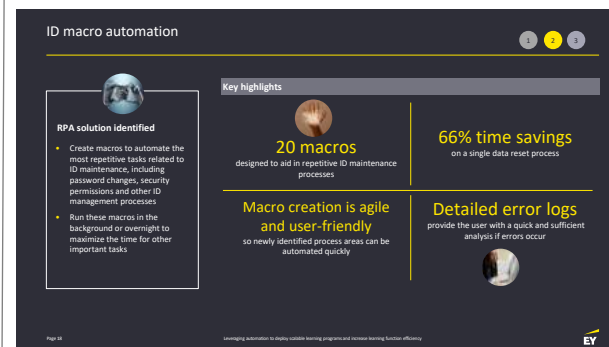 ID macro automation
1 2 3
Key highlights
RPA solution identified
• Create macros to automate the
most repetitive tasks related to
ID maintenance, including
password changes, security
permissions and other ID
management processes
• Run these macros in the
background or overnight to
maximize the time for other
important tasks
20 macros
designed to aid in repetitive ID maintenance
processes
66% time savings
on a single data reset process
Macro creation is agile
and user-friendly
so newly identified process areas can be
automated quickly
Detailed error logs
provide the user with a quick and sufficient
analysis if errors occur
Page 16
Leveraging automation to deploy scalable learning programs and increase learning function efficiency
EY